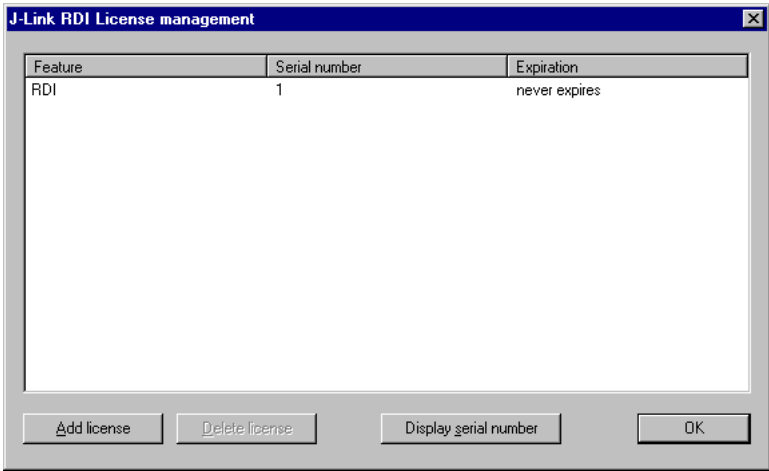 J-Link RDI License management
Feature Serial number Expiration
RDI 1 never expires
Add license Delete license Display serial number OK